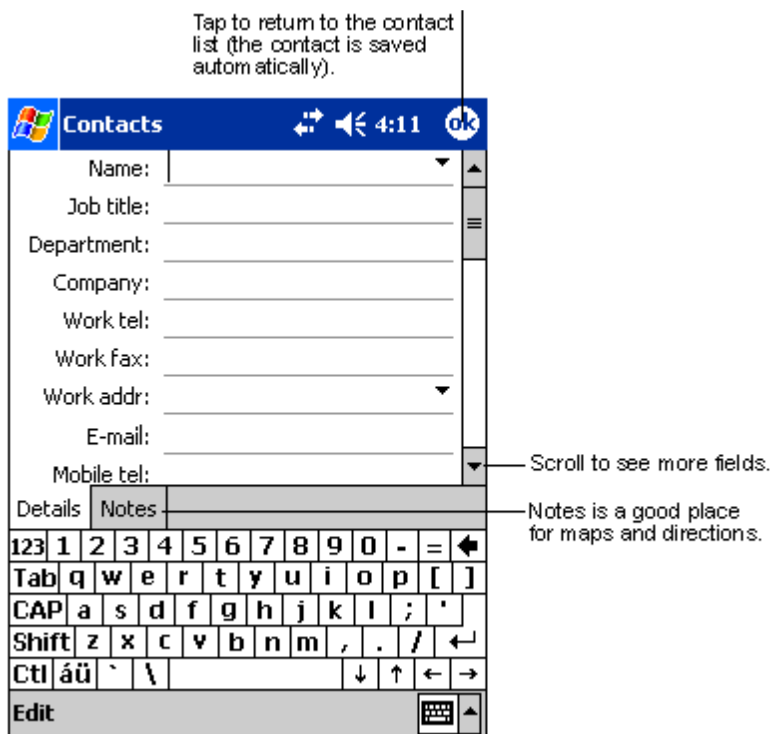 Tap to return to the contact
list (the contact is saved
automatically).
Contacts 4:11 ok
Name:
Job title:
Department:
Company:
Work tel:
Work fax:
Work addr:
E-mail:
Mobile tel:
Scroll to see more fields.
Details Notes
Notes is a good place
for maps and directions.
123 1 2 3 4 5 6 7 8 9 0 - = 🡄
Tab q w e r t y u i o p [ ]
CAP a s d f g h j k l ; '
Shift z x c v b n m , . / ↵
Ctl áü ` \ ↓ ↑ ← →
Edit